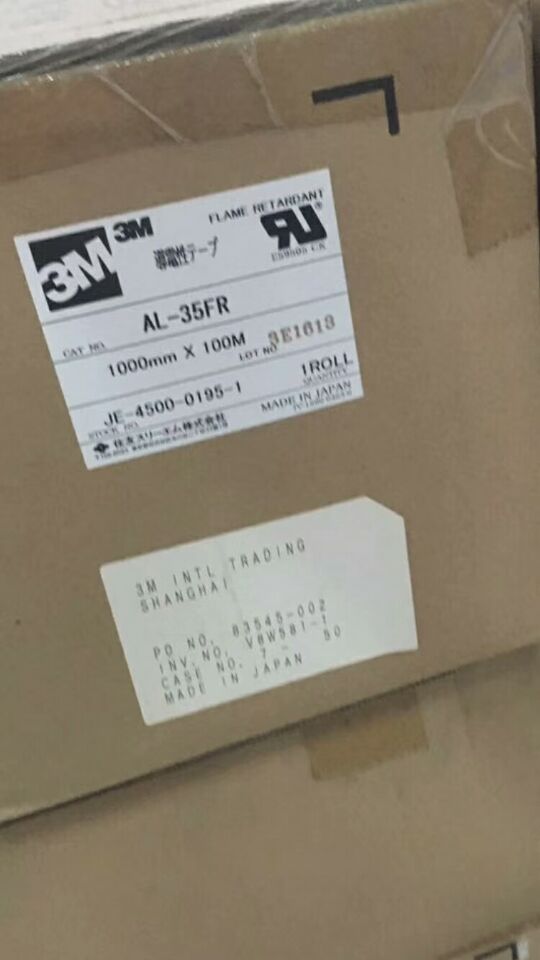 3M
3M
FLAME RETARDANT
導電性テープ
CAT NO.
AL-35FR
1000mm X 100M
LOT NO.
3E1613
JE-4500-0195-1
STOCK NO.
1ROLL
QUANTITY
MADE IN JAPAN
住友スリーエム株式会社
3M INTL TRADING
SHANGHAI
PO NO. 83545-002
INV.NO. V8W581-1
CASE NO. 7 - 50
MADE IN JAPAN